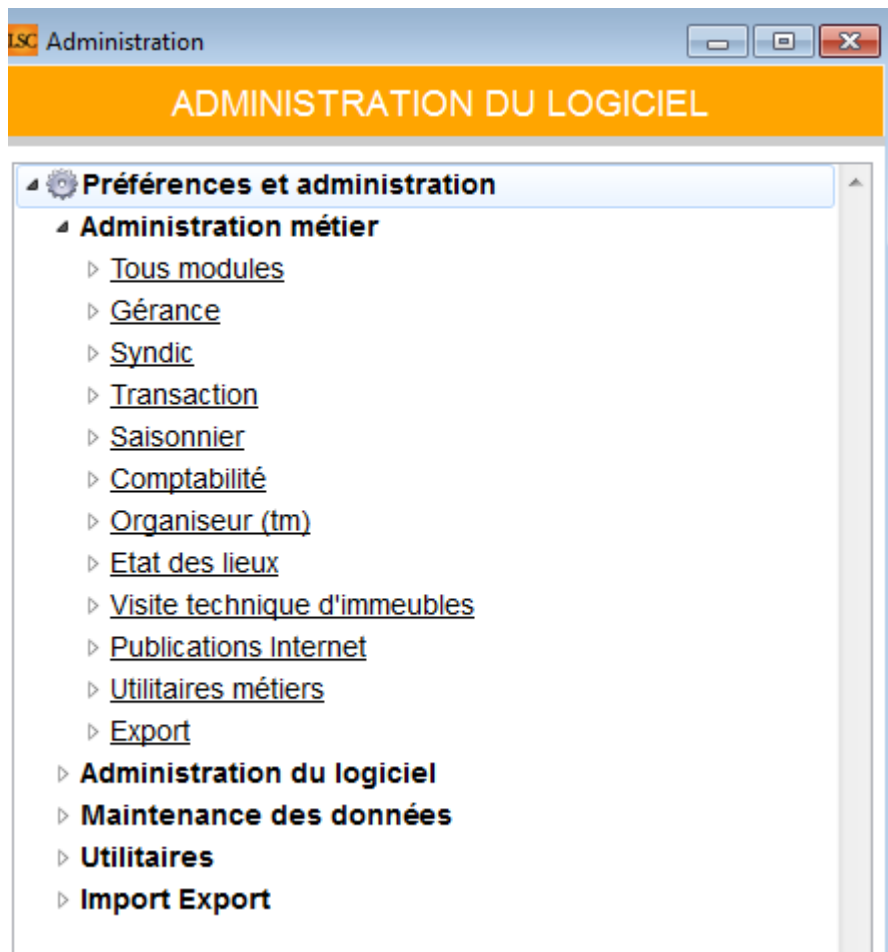 LSC Administration
ADMINISTRATION DU LOGICIEL
Préférences et administration
Administration métier
Tous modules
Gérance
Syndic
Transaction
Saisonnier
Comptabilité
Organiseur (tm)
Etat des lieux
Visite technique d'immeubles
Publications Internet
Utilitaires métiers
Export
Administration du logiciel
Maintenance des données
Utilitaires
Import Export